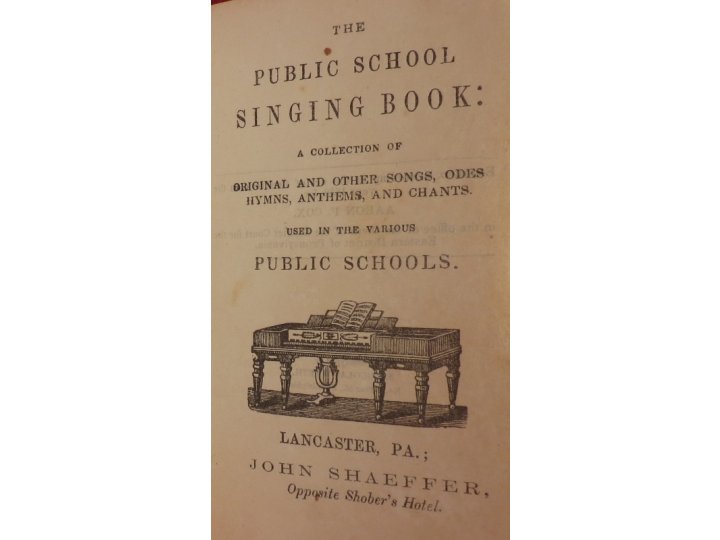 THE
PUBLIC SCHOOL
SINGING BOOK:
A COLLECTION OF
ORIGINAL AND OTHER SONGS, ODES
HYMNS, ANTHEMS, AND CHANTS.
USED IN THE VARIOUS
PUBLIC SCHOOLS.
LANCASTER, PA.;
JOHN SHAEFFER,
Opposite Shober's Hotel.